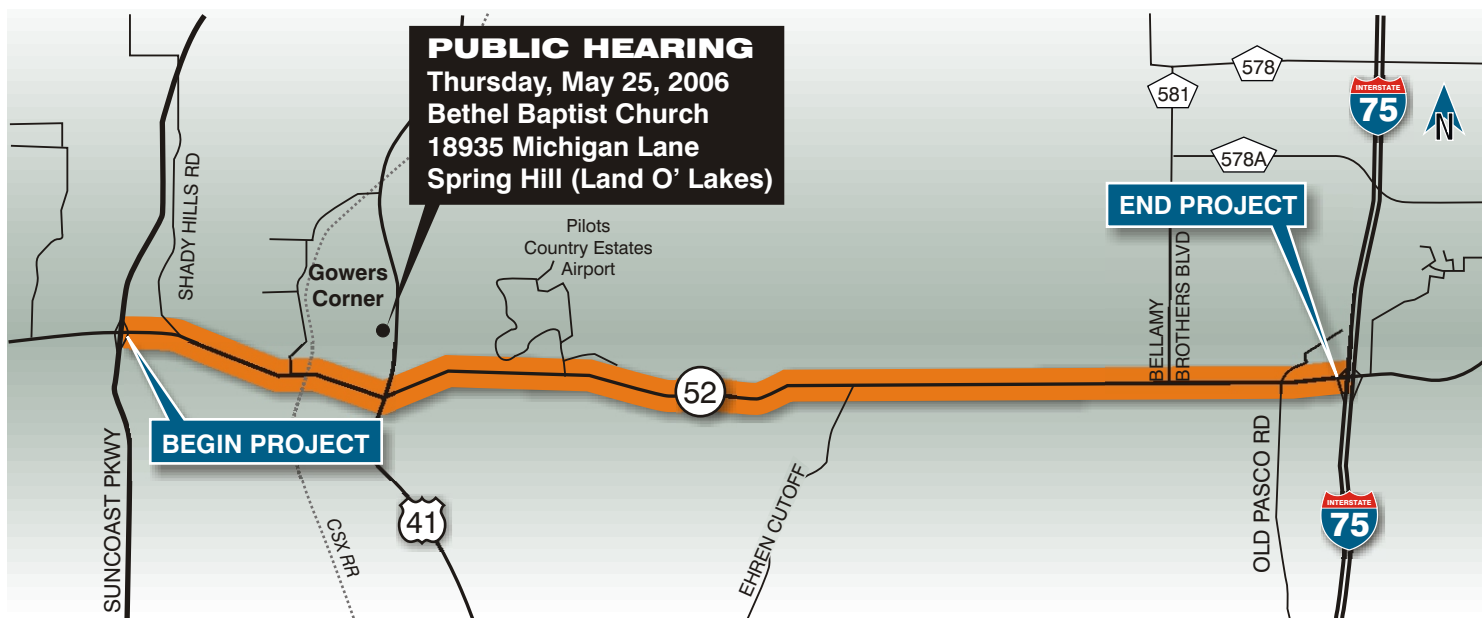 PUBLIC HEARING
Thursday, May 25, 2006
Bethel Baptist Church
18935 Michigan Lane
Spring Hill (Land O' Lakes)
578
581
INTERSTATE
75
N
578A
SHADY HILLS RD
Pilots
Country Estates
Airport
END PROJECT
Gowers
Corner
BELLAMY
BROTHERS BLVD
52
BEGIN PROJECT
SUNCOAST PKWY
CSX RR
41
EHREN CUTOFF
OLD PASCO RD
INTERSTATE
75